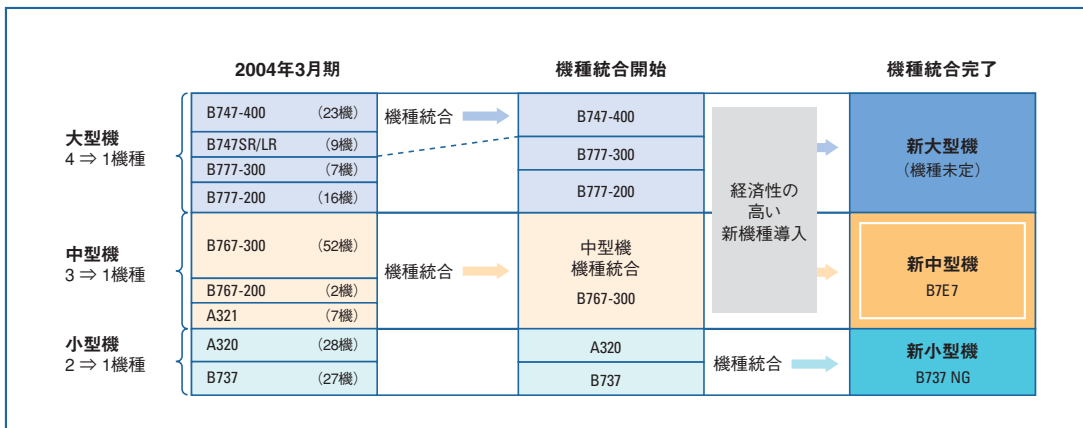 2004年3月期
機種統合開始
機種統合完了
大型機
4 ⇒ 1機種
B747-400 （23機）
B747SR/LR （9機）
B777-300 （7機）
B777-200 （16機）
機種統合
B747-400
B777-300
B777-200
経済性の
高い
新機種導入
新大型機
（機種未定）
中型機
3 ⇒ 1機種
B767-300 （52機）
B767-200 （2機）
A321 （7機）
機種統合
中型機
機種統合
B767-300
新中型機
B7E7
小型機
2 ⇒ 1機種
A320 （28機）
B737 （27機）
A320
B737
機種統合
新小型機
B737 NG